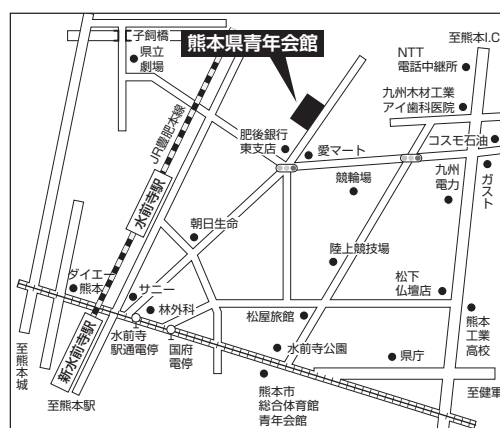 子飼橋
県立
劇場
熊本県青年会館
至熊本I.C
NTT
電話中継所
九州木材工業
アイ歯科医院
コスモ石油
ガスト
JR豊肥本線
肥後銀行
東支店
愛マート
競輪場
九州
電力
水前寺駅
朝日生命
陸上競技場
松下
仏壇店
ダイエー
熊本
サニー
林外科
松屋旅館
熊本
工業
高校
新水前寺駅
水前寺
駅通電停
国府
電停
水前寺公園
県庁
至熊本城
至熊本駅
熊本市
総合体育館
青年会館
至健軍